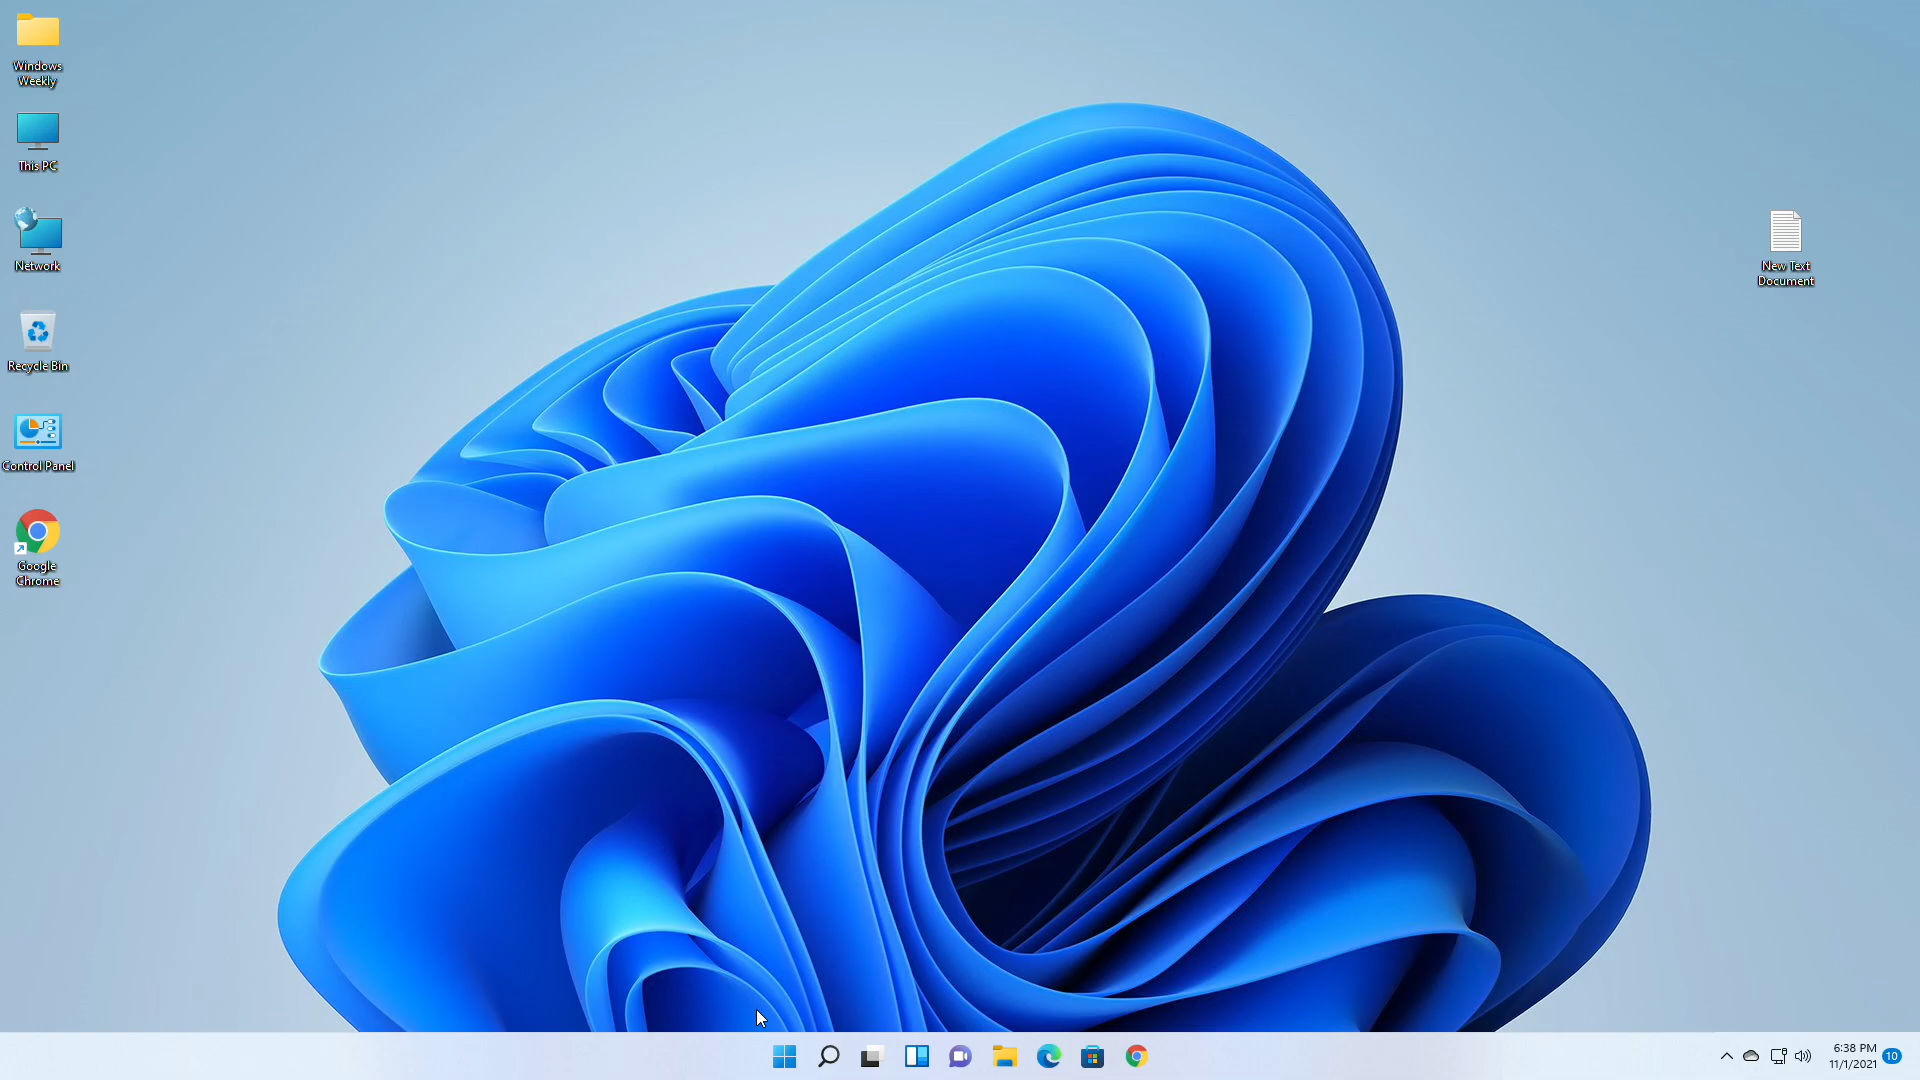 Windows
Weekly
This PC
Network
Recycle Bin
Control Panel
Google
Chrome
New Text
Document
6:38 PM
11/1/2021
10